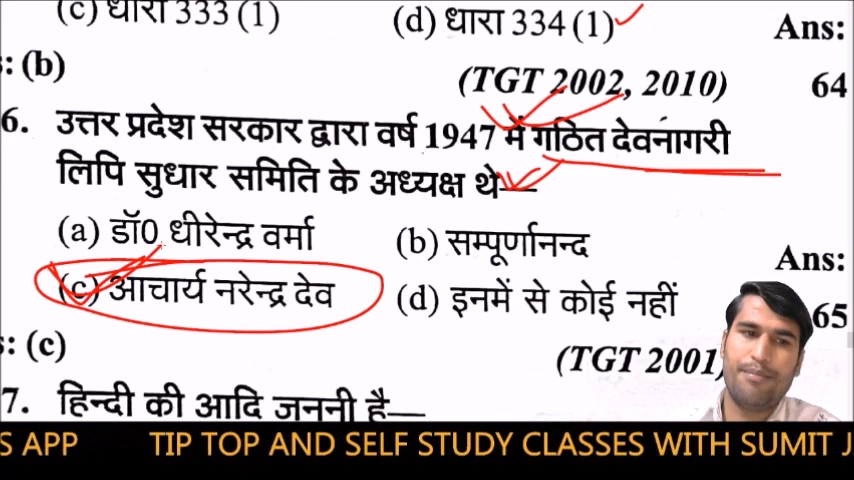 (c) धारा 333 (1) (d) धारा 334 (1) Ans:
: (b)
(TGT 2002, 2010) 64
6. उत्तर प्रदेश सरकार द्वारा वर्ष 1947 में गठित देवनागरी
लिपि सुधार समिति के अध्यक्ष थे—
(a) डॉ0 धीरेन्द्र वर्मा (b) सम्पूर्णानन्द
Ans:
(c) आचार्य नरेन्द्र देव (d) इनमें से कोई नहीं 65
: (c)
(TGT 2001)
7. हिन्दी की आदि जननी है—
S APP TIP TOP AND SELF STUDY CLASSES WITH SUMIT J